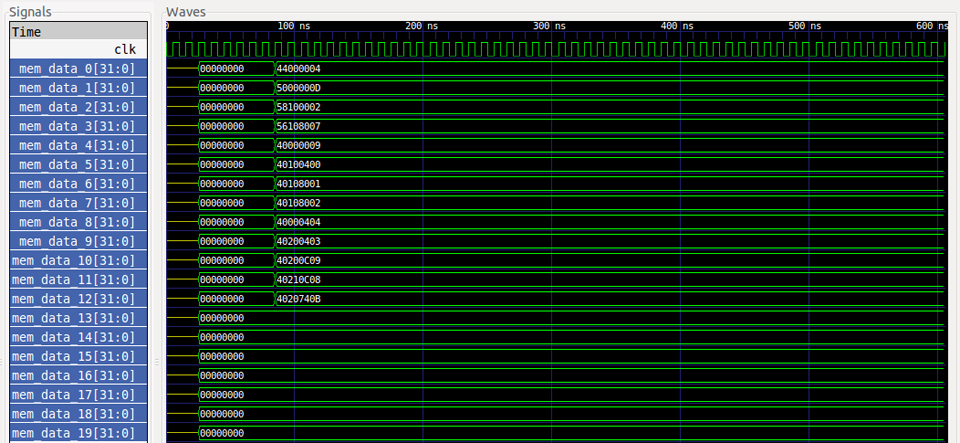 Signals Waves
Time 0 100 ns 200 ns 300 ns 400 ns 500 ns 600 ns
clk
mem_data_0[31:0] 00000000 44000004
mem_data_1[31:0] 00000000 5000000D
mem_data_2[31:0] 00000000 58100002
mem_data_3[31:0] 00000000 56108007
mem_data_4[31:0] 00000000 40000009
mem_data_5[31:0] 00000000 40100400
mem_data_6[31:0] 00000000 40108001
mem_data_7[31:0] 00000000 40108002
mem_data_8[31:0] 00000000 40000404
mem_data_9[31:0] 00000000 40200403
mem_data_10[31:0] 00000000 40200C09
mem_data_11[31:0] 00000000 40210C08
mem_data_12[31:0] 00000000 4020740B
mem_data_13[31:0] 00000000
mem_data_14[31:0] 00000000
mem_data_15[31:0] 00000000
mem_data_16[31:0] 00000000
mem_data_17[31:0] 00000000
mem_data_18[31:0] 00000000
mem_data_19[31:0] 00000000